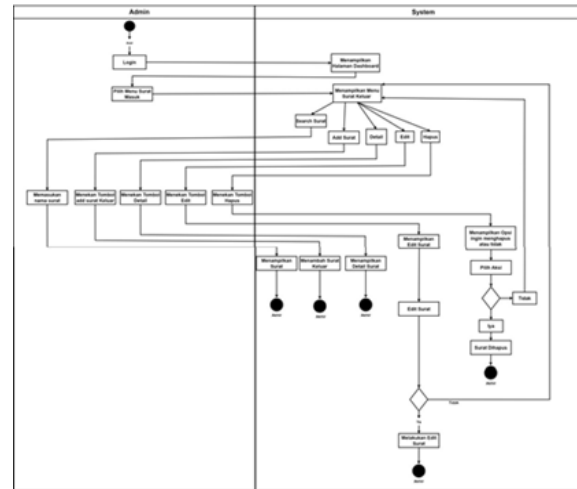 Admin
System
Login
Menampilkan
Halaman Dashboard
Pilih Menu Surat
Masuk
Menampilkan Menu
Surat Keluar
Search Surat
Add Surat
Detail
Edit
Hapus
Memasukan
nama surat
Menekan Tombol
add surat Keluar
Menekan Tombol
Detail
Menekan Tombol
Edit
Menekan Tombol
Hapus
Menampilkan
Surat
Menambah Surat
Keluar
Menampilkan
Detail Surat
Menampilkan
Edit Surat
Menampilkan Opsi
ingin menghapus
atau tidak
Pilih Aksi
Tidak
Iya
Surat Dihapus
Edit Surat
Tidak
Melakukan Edit
Surat